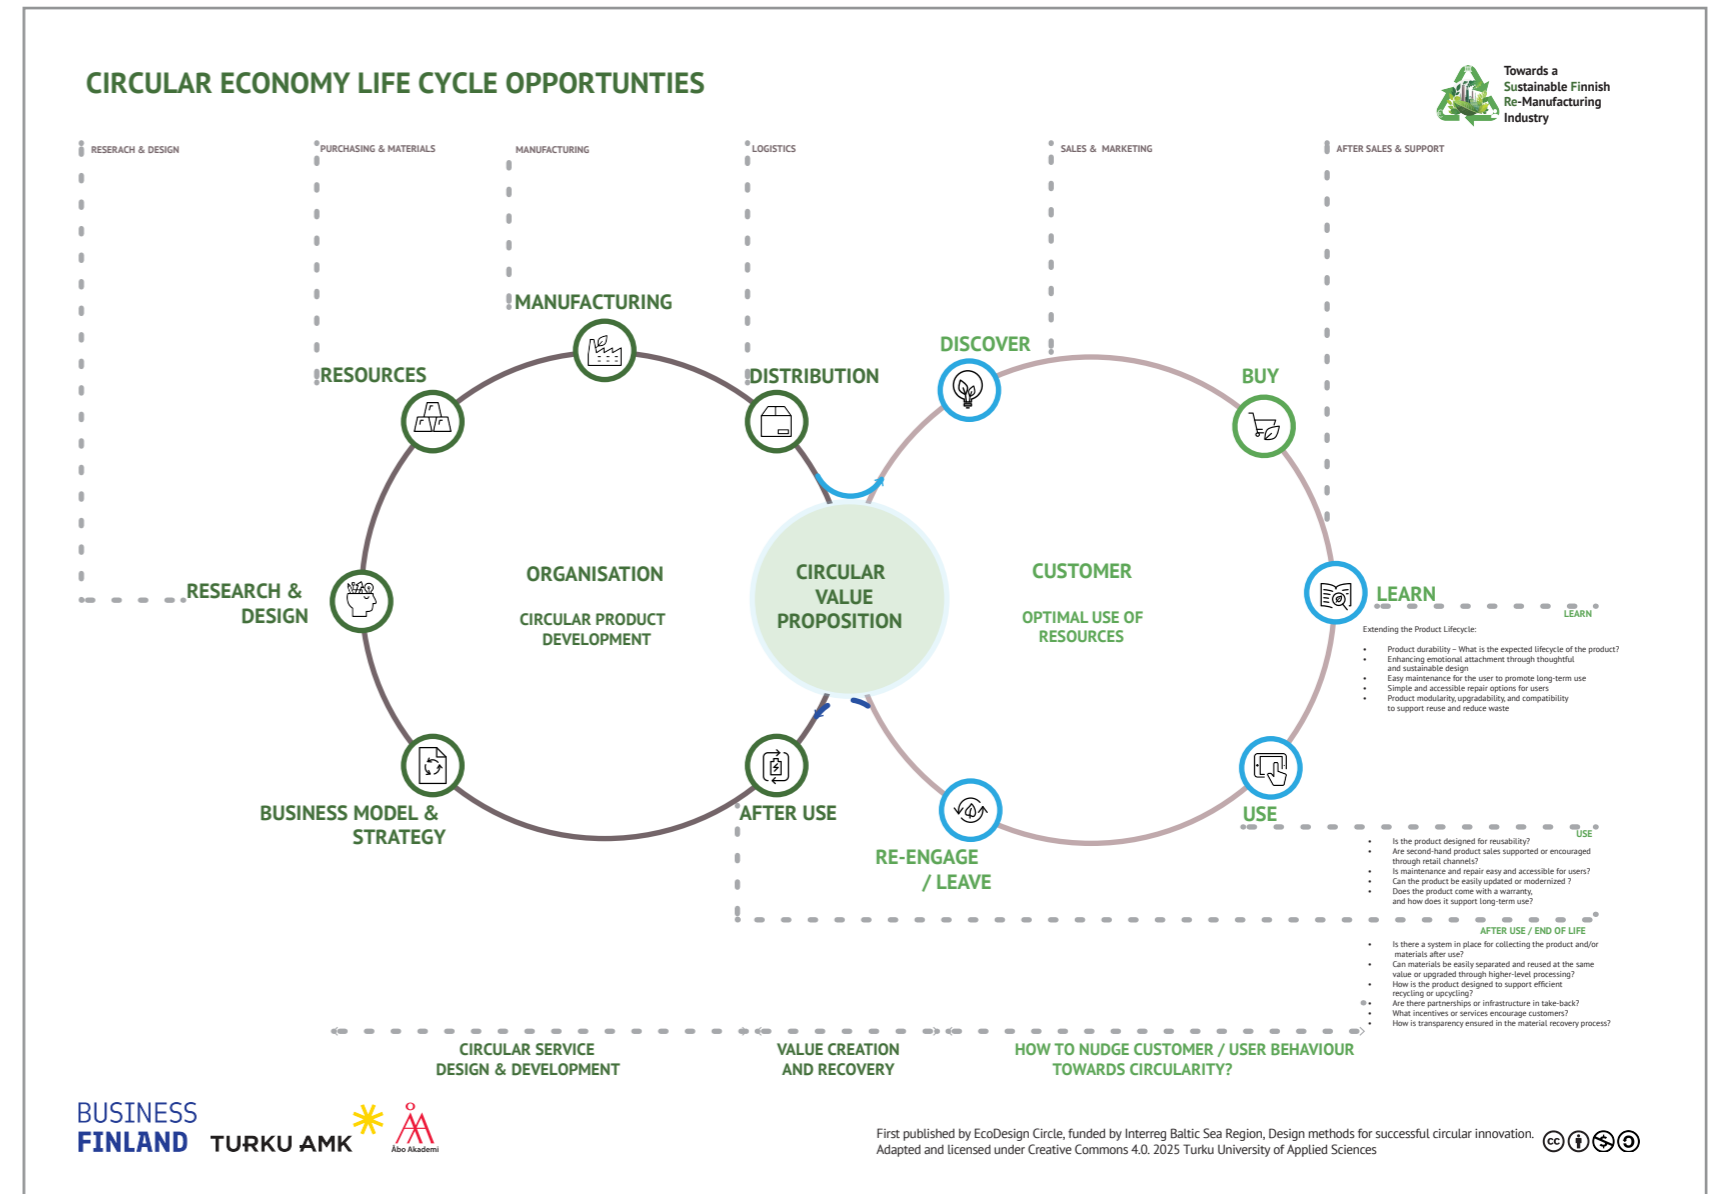 CIRCULAR ECONOMY LIFE CYCLE OPPORTUNTIES
Towards a
Sustainable Finnish
Re-Manufacturing
Industry
RESERACH & DESIGN
PURCHASING & MATERIALS
MANUFACTURING
LOGISTICS
SALES & MARKETING
AFTER SALES & SUPPORT
MANUFACTURING
RESOURCES
DISTRIBUTION
DISCOVER
BUY
RESEARCH &
DESIGN
ORGANISATION
CIRCULAR PRODUCT
DEVELOPMENT
CIRCULAR
VALUE
PROPOSITION
CUSTOMER
OPTIMAL USE OF
RESOURCES
LEARN
LEARN
Extending the Product Lifecycle:
• Product durability – What is the expected lifecycle of the product?
• Enhancing emotional attachment through thoughtful
and sustainable design
• Easy maintenance for the user to promote long-term use
• Simple and accessible repair options for users
• Product modularity, upgradability, and compatibility
to support reuse and reduce waste
BUSINESS MODEL &
STRATEGY
AFTER USE
RE-ENGAGE
/ LEAVE
USE
USE
• Is the product designed for reusability?
• Are second-hand product sales supported or encouraged
through retail channels?
• Is maintenance and repair easy and accessible for users?
• Can the product be easily updated or modernized ?
• Does the product come with a warranty,
and how does it support long-term use?
AFTER USE / END OF LIFE
• Is there a system in place for collecting the product and/or
materials after use?
• Can materials be easily separated and reused at the same
value or upgraded through higher-level processing?
• How is the product designed to support efficient
recycling or upcycling?
• Are there partnerships or infrastructure in take-back?
• What incentives or services encourage customers?
• How is transparency ensured in the material recovery process?
CIRCULAR SERVICE
DESIGN & DEVELOPMENT
VALUE CREATION
AND RECOVERY
HOW TO NUDGE CUSTOMER / USER BEHAVIOUR
TOWARDS CIRCULARITY?
BUSINESS
FINLAND
TURKU AMK
ÅA
Åbo Akademi
First published by EcoDesign Circle, funded by Interreg Baltic Sea Region, Design methods for successful circular innovation.
Adapted and licensed under Creative Commons 4.0. 2025 Turku University of Applied Sciences
cc